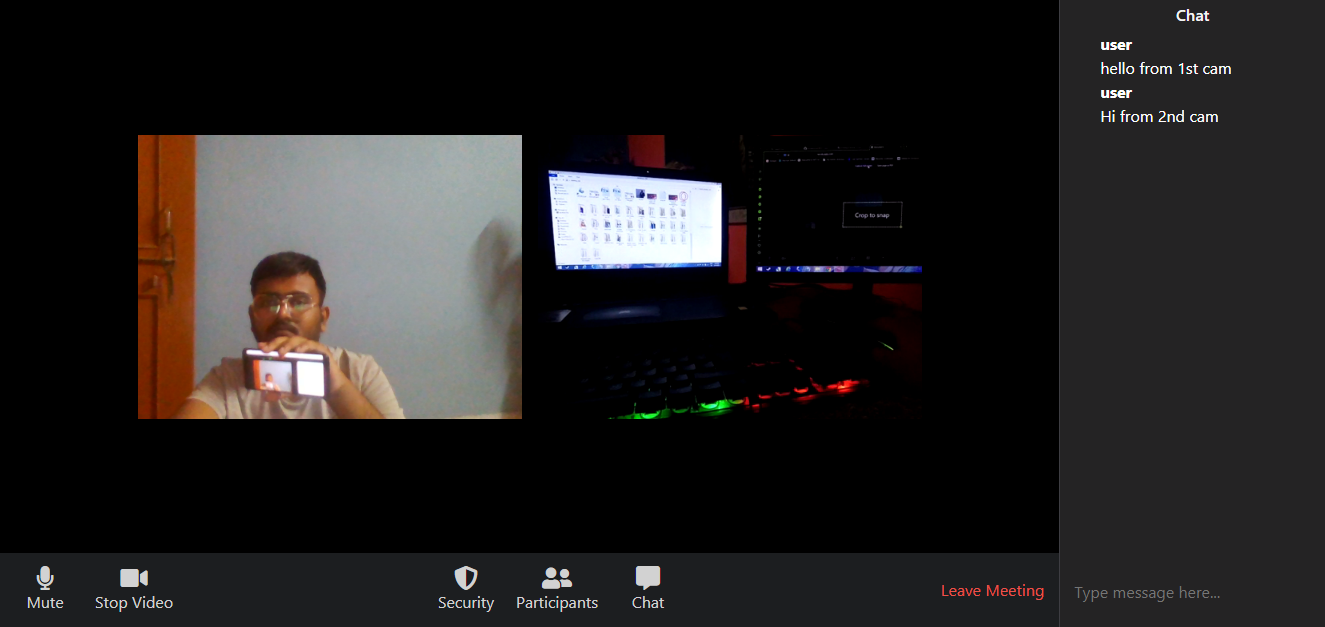 Chat
user
hello from 1st cam
user
Hi from 2nd cam
Crop to snap
Mute
Stop Video
Security
Participants
Chat
Leave Meeting
Type message here...